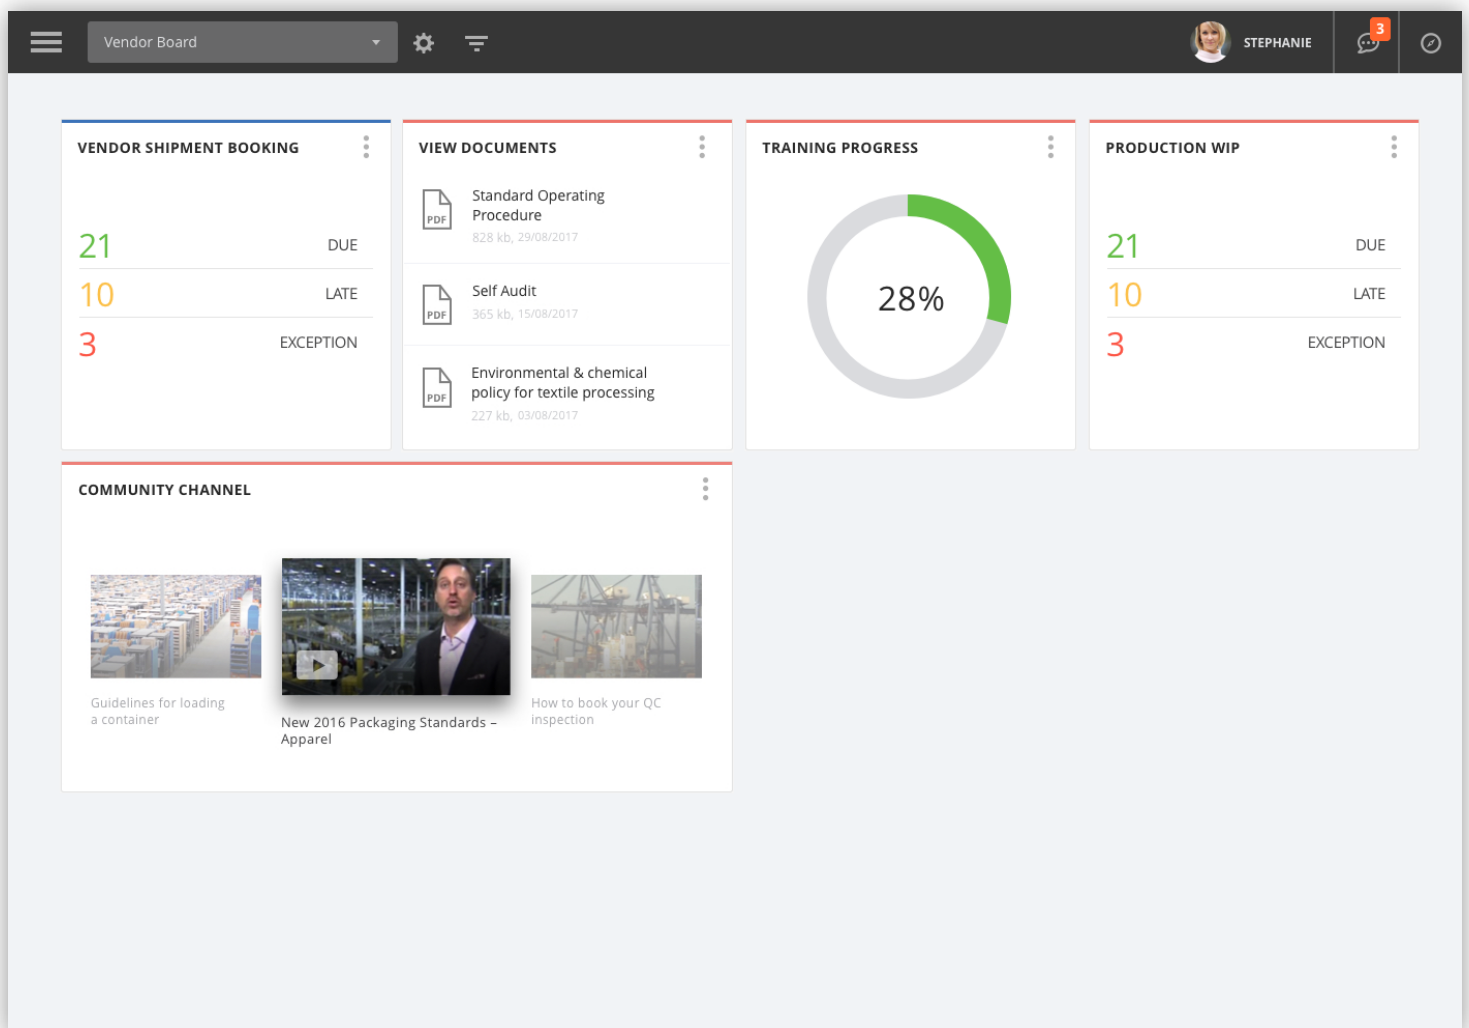 Vendor Board
STEPHANIE
3
VENDOR SHIPMENT BOOKING
21 DUE
10 LATE
3 EXCEPTION
VIEW DOCUMENTS
PDF
Standard Operating
Procedure
828 kb, 29/08/2017
PDF
Self Audit
365 kb, 15/08/2017
PDF
Environmental & chemical
policy for textile processing
227 kb, 03/08/2017
TRAINING PROGRESS
28%
PRODUCTION WIP
21 DUE
10 LATE
3 EXCEPTION
COMMUNITY CHANNEL
Guidelines for loading
a container
New 2016 Packaging Standards –
Apparel
How to book your QC
inspection